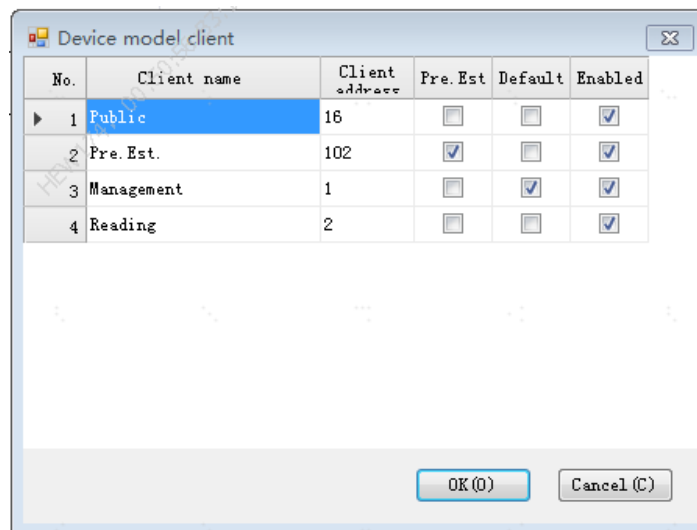 Device model client
No. Client name Client address Pre.Est Default Enabled
1 Public 16
2 Pre.Est. 102
3 Management 1
4 Reading 2
OK(O) Cancel(C)